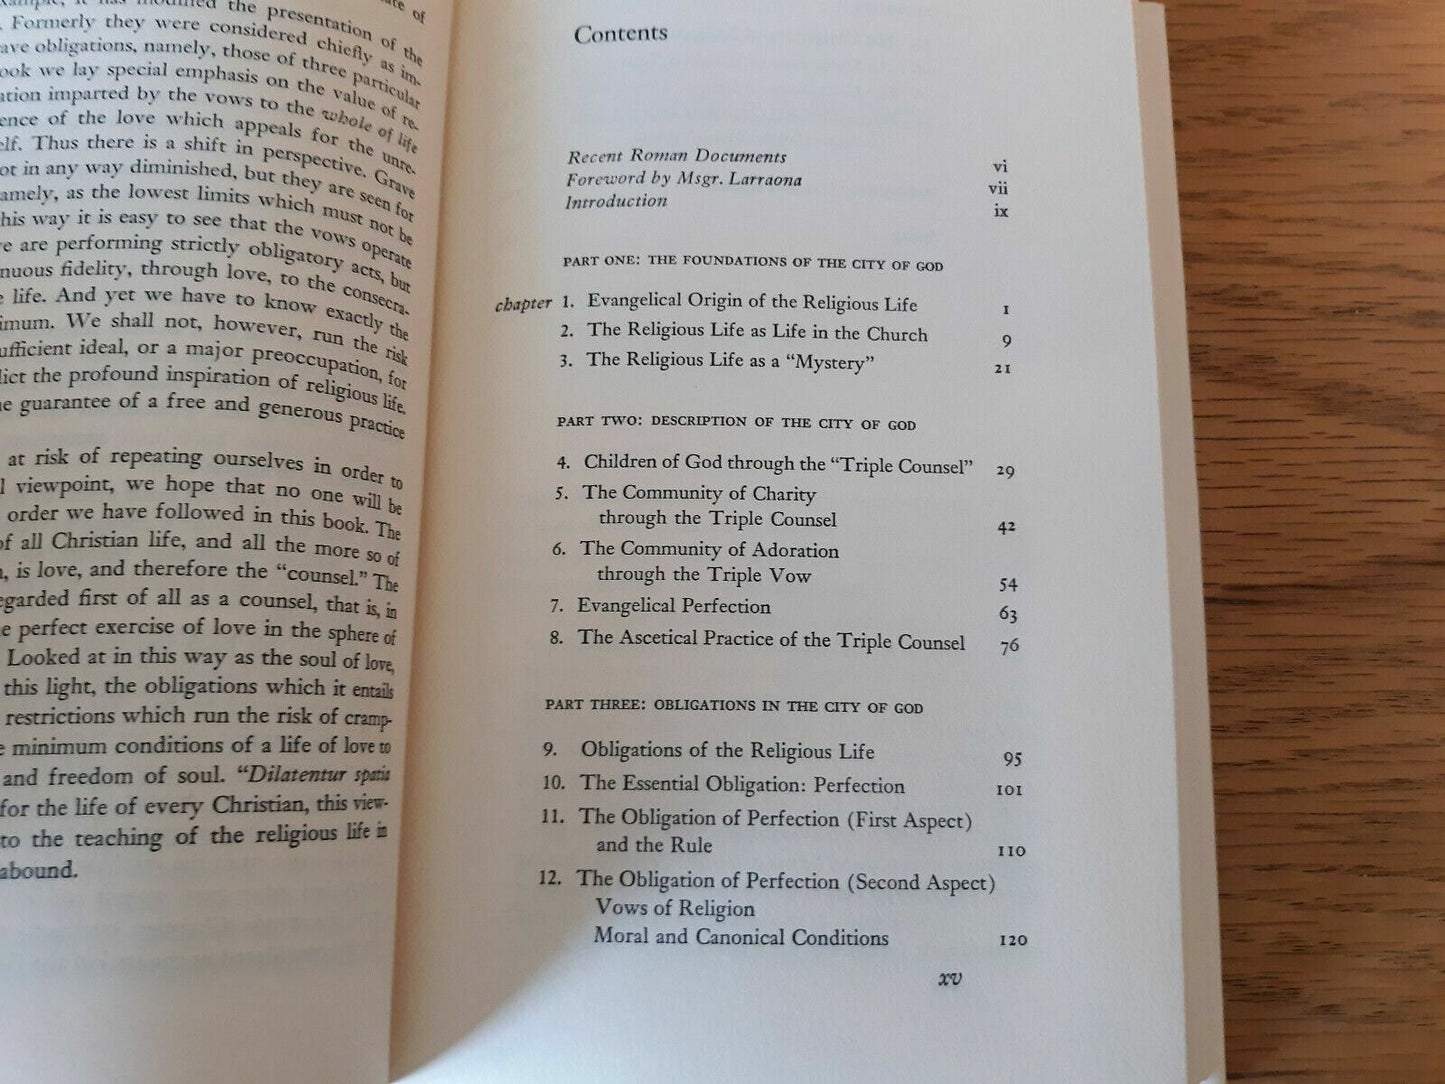 the presentation of the
. Formerly they were considered chiefly as im-
ave obligations, namely, those of three particular
ook we lay special emphasis on the value of re-
ation imparted by the vows to the whole of life
ence of the love which appeals for the unre-
elf. Thus there is a shift in perspective. Grave
ot in any way diminished, but they are seen for
amely, as the lowest limits which must not be
his way it is easy to see that the vows operate
e are performing strictly obligatory acts, but
nuous fidelity, through love, to the consecra-
e life. And yet we have to know exactly the
imum. We shall not, however, run the risk
ufficient ideal, or a major preoccupation, for
lict the profound inspiration of religious life.
e guarantee of a free and generous practice
at risk of repeating ourselves in order to
l viewpoint, we hope that no one will be
order we have followed in this book. The
of all Christian life, and all the more so of
, is love, and therefore the "counsel." The
egarded first of all as a counsel, that is, in
e perfect exercise of love in the sphere of
Looked at in this way as the soul of love,
this light, the obligations which it entails
restrictions which run the risk of cramp-
e minimum conditions of a life of love to
and freedom of soul. "Dilatentur spatia
for the life of every Christian, this view-
to the teaching of the religious life in
abound.
Contents
Recent Roman Documents vi
Foreword by Msgr. Larraona vii
Introduction ix
PART ONE: THE FOUNDATIONS OF THE CITY OF GOD
chapter 1. Evangelical Origin of the Religious Life 1
2. The Religious Life as Life in the Church 9
3. The Religious Life as a "Mystery" 21
PART TWO: DESCRIPTION OF THE CITY OF GOD
4. Children of God through the "Triple Counsel" 29
5. The Community of Charity
through the Triple Counsel 42
6. The Community of Adoration
through the Triple Vow 54
7. Evangelical Perfection 63
8. The Ascetical Practice of the Triple Counsel 76
PART THREE: OBLIGATIONS IN THE CITY OF GOD
9. Obligations of the Religious Life 95
10. The Essential Obligation: Perfection 101
11. The Obligation of Perfection (First Aspect)
and the Rule 110
12. The Obligation of Perfection (Second Aspect)
Vows of Religion
Moral and Canonical Conditions 120
xv